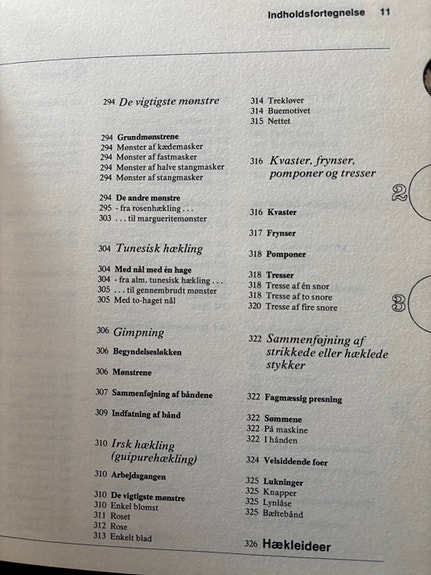 Indholdsfortegnelse 11
294 De vigtigste mønstre
294 Grundmønstrene
294 Mønster af kædemasker
294 Mønster af fastmasker
294 Mønster af halve stangmasker
294 Mønster af stangmasker
294 De andre mønstre
295 - fra rosenhækling . . .
303 . . . til margueritemønster
304 Tunesisk hækling
304 Med nål med én hage
304 - fra alm. tunesisk hækling . . .
305 . . . til gennembrudt mønster
305 Med to-haget nål
306 Gimpning
306 Begyndelsesløkken
306 Mønstrene
307 Sammenføjning af båndene
309 Indfatning af bånd
310 Irsk hækling
(guipurehækling)
310 Arbejdsgangen
310 De vigtigste mønstre
310 Enkel blomst
311 Roset
312 Rose
313 Enkelt blad
314 Trekløver
314 Buemotivet
315 Nettet
316 Kvaster, frynser,
pomponer og tresser
316 Kvaster
317 Frynser
318 Pomponer
318 Tresser
318 Tresse af én snor
318 Tresse af to snore
320 Tresse af fire snore
322 Sammenføjning af
strikkede eller hæklede
stykker
322 Fagmæssig presning
322 Sømmene
322 På maskine
322 I hånden
324 Velsiddende foer
325 Lukninger
325 Knapper
325 Lynlåse
325 Bæltebånd
326 Hækleideer
2
3